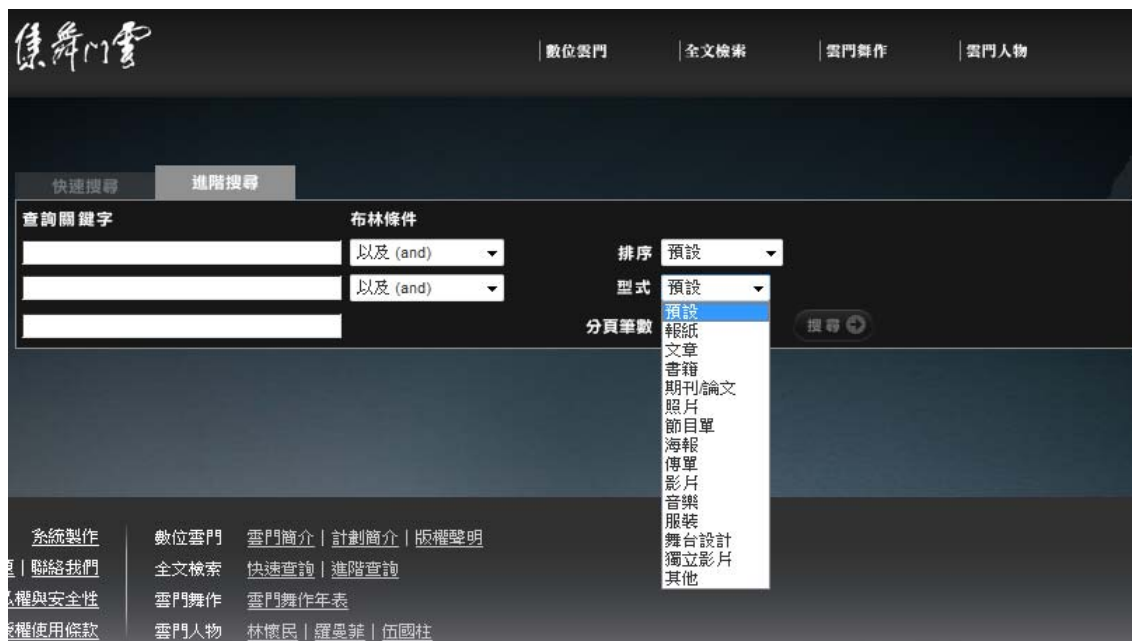 雲門舞集
數位雲門 全文檢索 雲門舞作 雲門人物
快速搜尋 進階搜尋
查詢關鍵字 布林條件
以及 (and) 排序 預設
以及 (and) 型式 預設
分頁筆數 搜尋
預設
報紙
文章
書籍
期刊/論文
照片
節目單
海報
傳單
影片
音樂
服裝
舞台設計
獨立影片
其他
系統製作 數位雲門 雲門簡介 | 計劃簡介 | 版權聲明
| 聯絡我們 全文檢索 快速查詢 | 進階查詢
權與安全性 雲門舞作 雲門舞作年表
使用條款 雲門人物 林懷民 | 羅曼菲 | 伍國柱